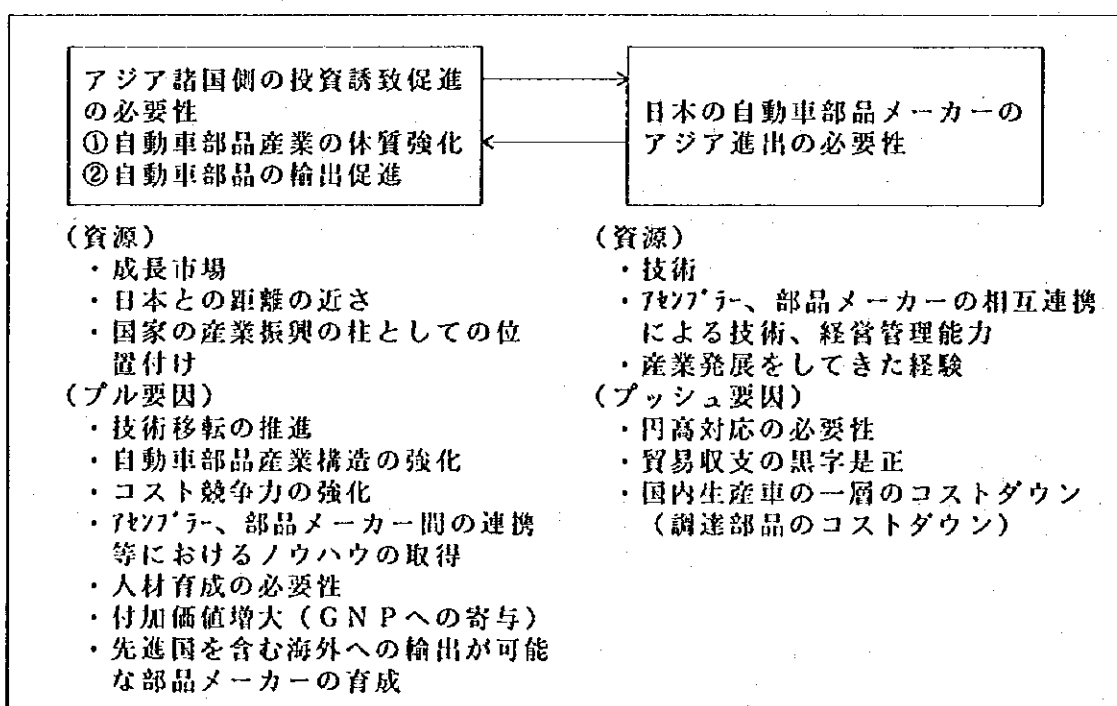 アジア諸国側の投資誘致促進
の必要性
①自動車部品産業の体質強化
②自動車部品の輸出促進
日本の自動車部品メーカーの
アジア進出の必要性
(資源)
・成長市場
・日本との距離の近さ
・国家の産業振興の柱としての位
置付け
(プル要因)
・技術移転の推進
・自動車部品産業構造の強化
・コスト競争力の強化
・ｱｾﾝﾌﾞﾗｰ、部品メーカー間の連携
等におけるノウハウの取得
・人材育成の必要性
・付加価値増大(GNPへの寄与)
・先進国を含む海外への輸出が可能
な部品メーカーの育成
(資源)
・技術
・ｱｾﾝﾌﾞﾗｰ、部品メーカーの相互連携
による技術、経営管理能力
・産業発展をしてきた経験
(プッシュ要因)
・円高対応の必要性
・貿易収支の黒字是正
・国内生産車の一層のコストダウン
(調達部品のコストダウン)